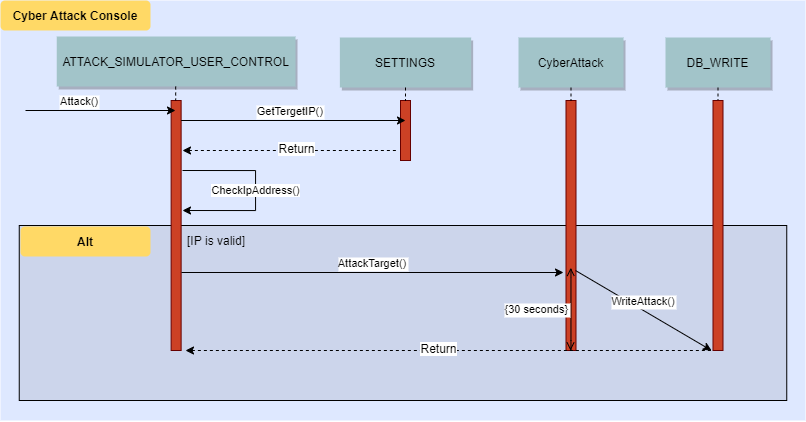 Cyber Attack Console
ATTACK_SIMULATOR_USER_CONTROL
SETTINGS
CyberAttack
DB_WRITE
Attack()
GetTergetIP()
Return
CheckIpAddress()
Alt
[IP is valid]
AttackTarget()
{30 seconds}
WriteAttack()
Return